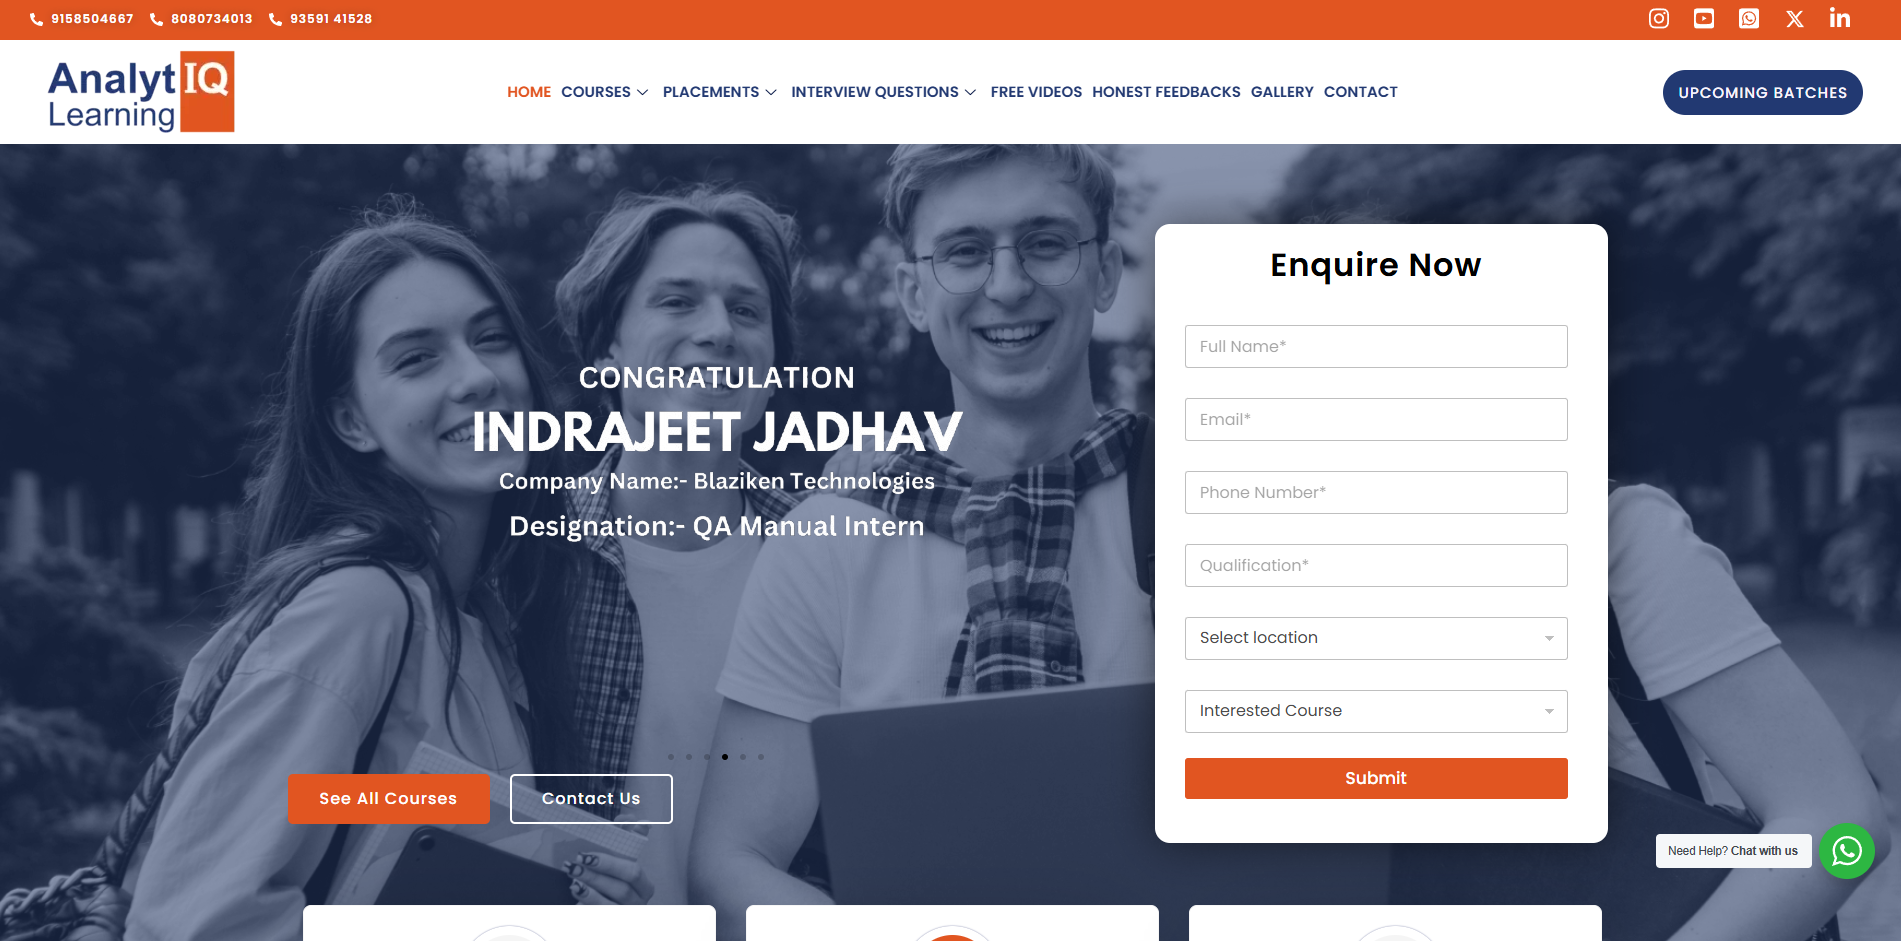 9158504667 8080734013 93591 41528
Analyt IQ
Learning
HOME COURSES PLACEMENTS INTERVIEW QUESTIONS FREE VIDEOS HONEST FEEDBACKS GALLERY CONTACT
UPCOMING BATCHES
CONGRATULATION
INDRAJEET JADHAV
Company Name:- Blaziken Technologies
Designation:- QA Manual Intern
See All Courses
Contact Us
Enquire Now
Full Name*
Email*
Phone Number*
Qualification*
Select location
Interested Course
Submit
Need Help? Chat with us